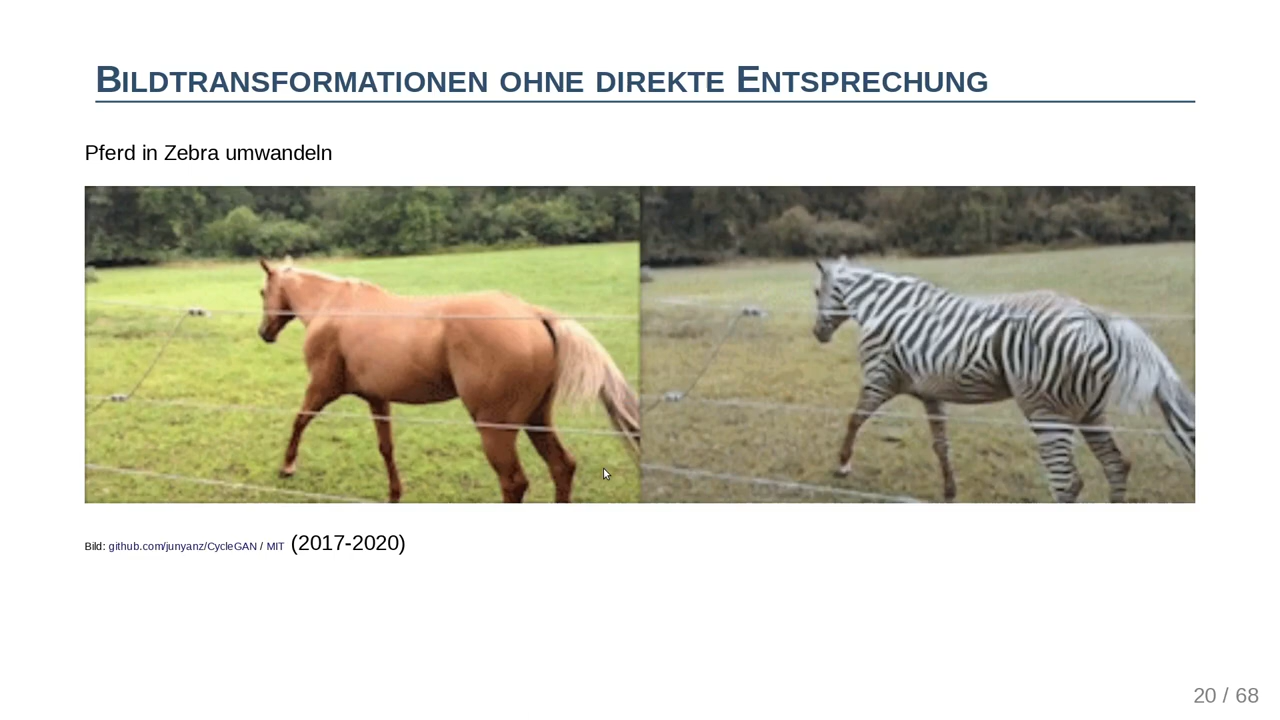 Bildtransformationen ohne direkte Entsprechung
Pferd in Zebra umwandeln
Bild: github.com/junyanz/CycleGAN / MIT (2017-2020)
20 / 68